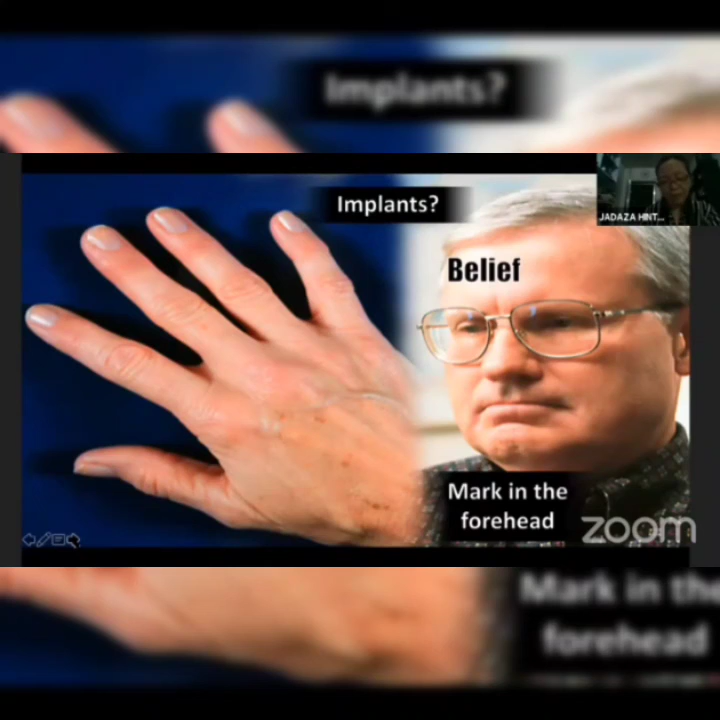 Implants?
Implants?
JADAZA HINT...
Belief
Mark in the
forehead
zoom
Mark in the
forehead